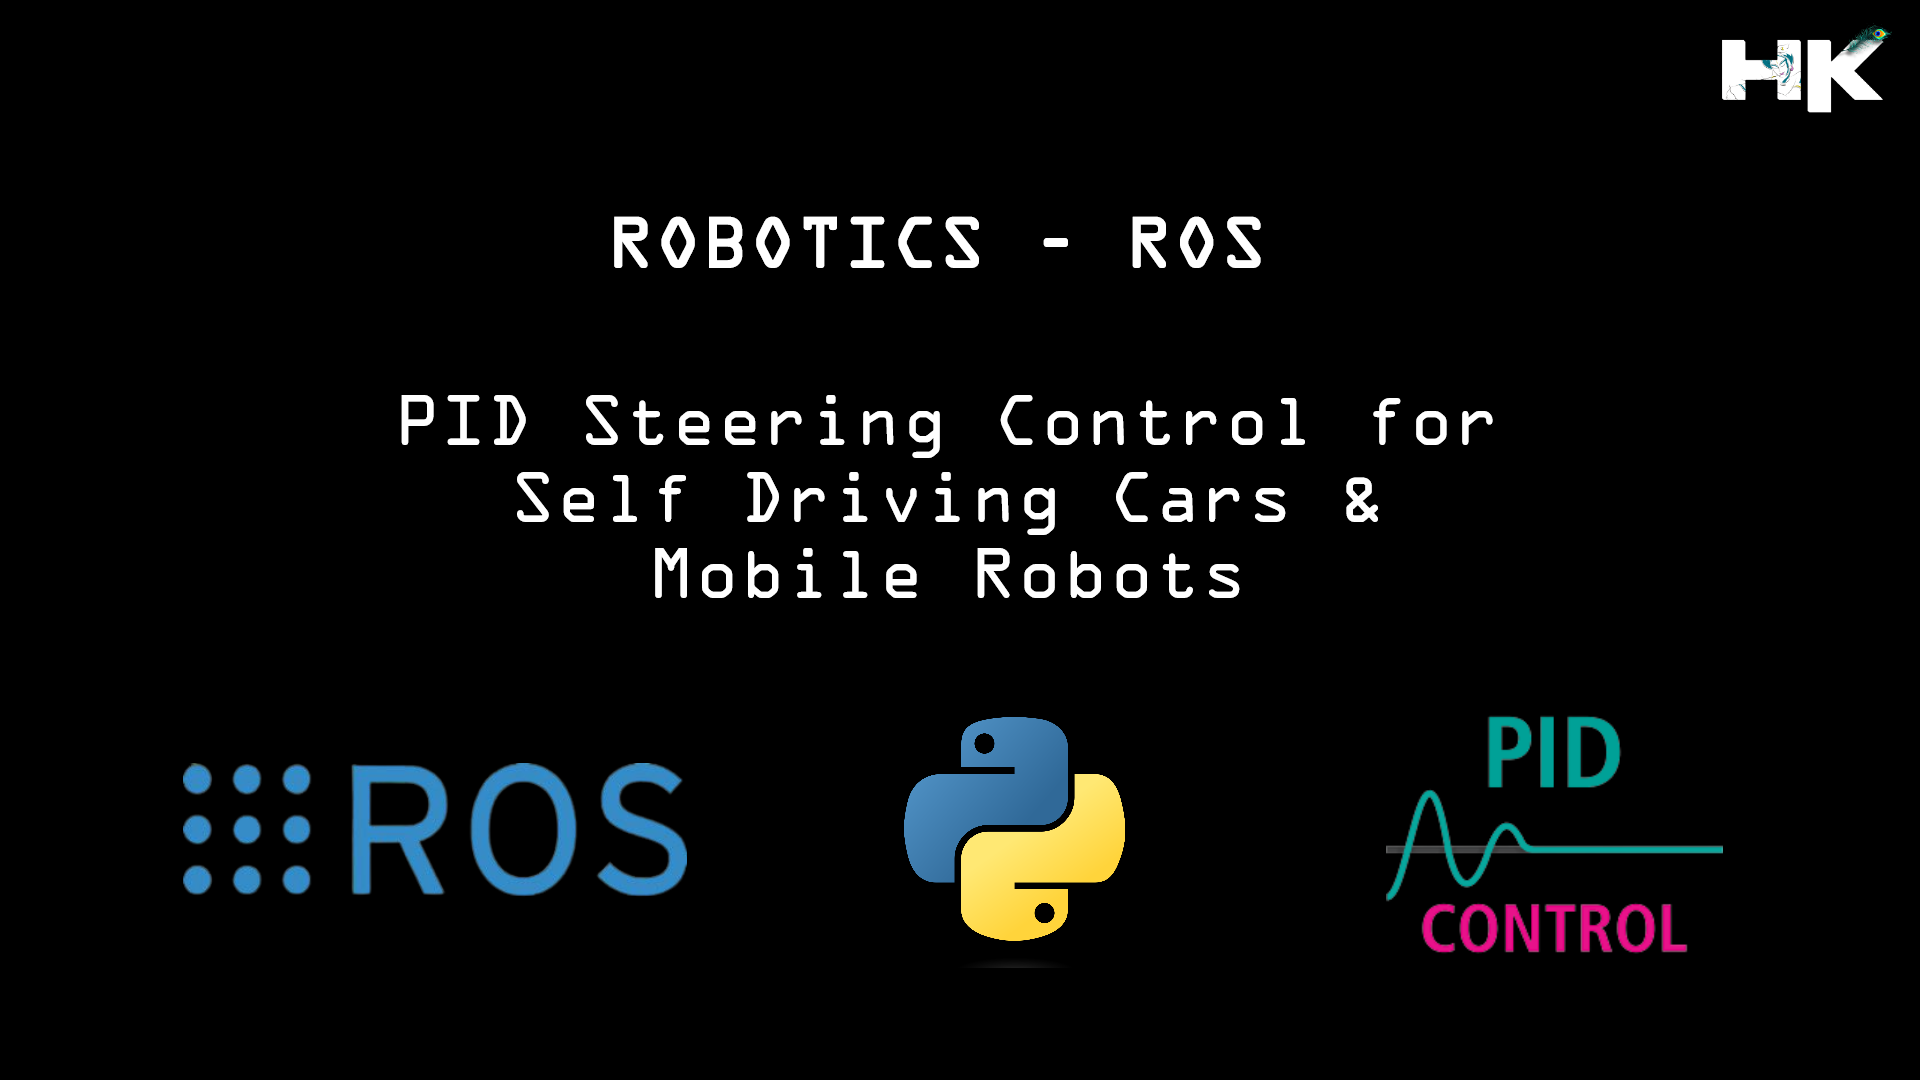 HK
ROBOTICS - ROS
PID Steering Control for
Self Driving Cars &
Mobile Robots
ROS
PID
CONTROL